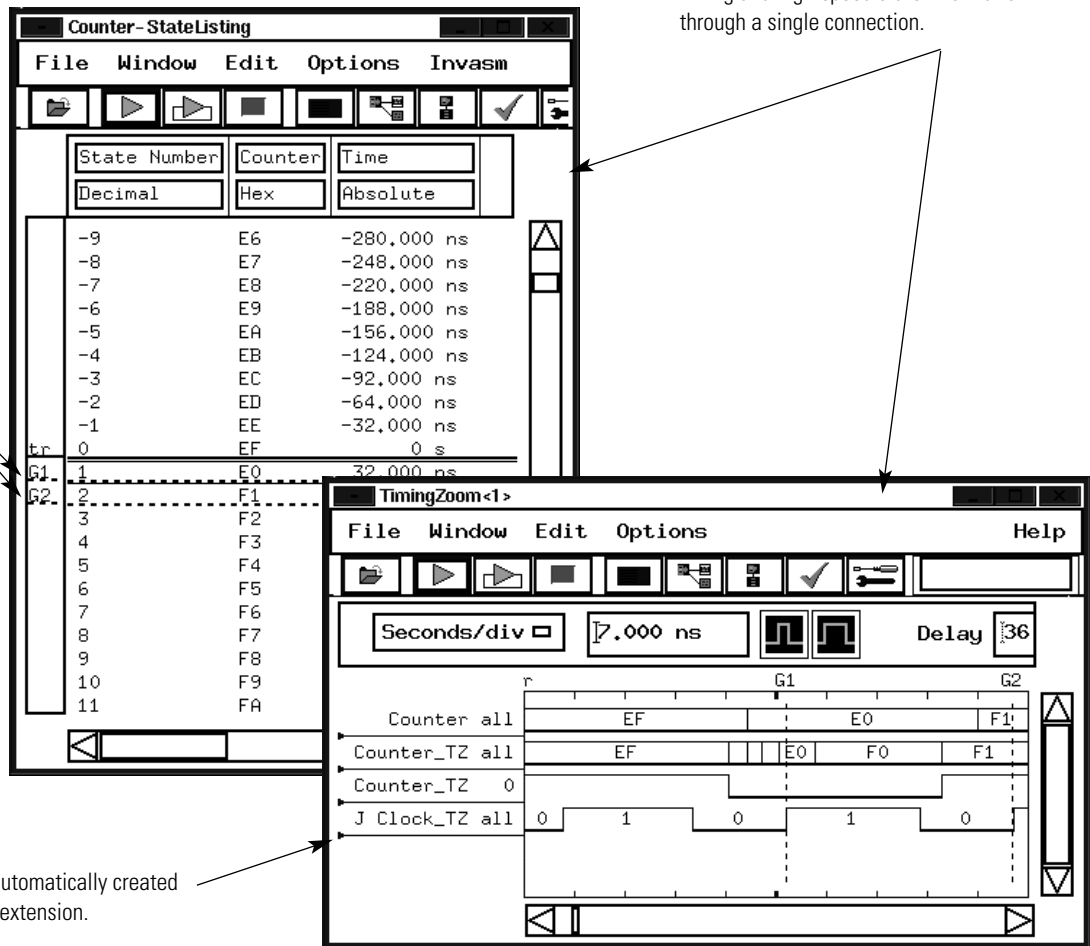 through a single connection.
Counter-StateListing
File Window Edit Options Invasm
State Number Counter Time
Decimal Hex Absolute
-9 E6 -280.000 ns
-8 E7 -248.000 ns
-7 E8 -220.000 ns
-6 E9 -188.000 ns
-5 EA -156.000 ns
-4 EB -124.000 ns
-3 EC -92.000 ns
-2 ED -64.000 ns
-1 EE -32.000 ns
tr 0 EF 0 s
G1 1 E0 32.000 ns
G2 2 F1
3 F2
4 F3
5 F4
6 F5
7 F6
8 F7
9 F8
10 F9
11 FA
TimingZoom<1>
File Window Edit Options Help
Seconds/div 7.000 ns Delay 36
r G1 G2
Counter all EF E0 F1
Counter_TZ all EF E0 F0 F1
Counter_TZ 0
J Clock_TZ all 0 1 0 1 0
utomatically created
extension.